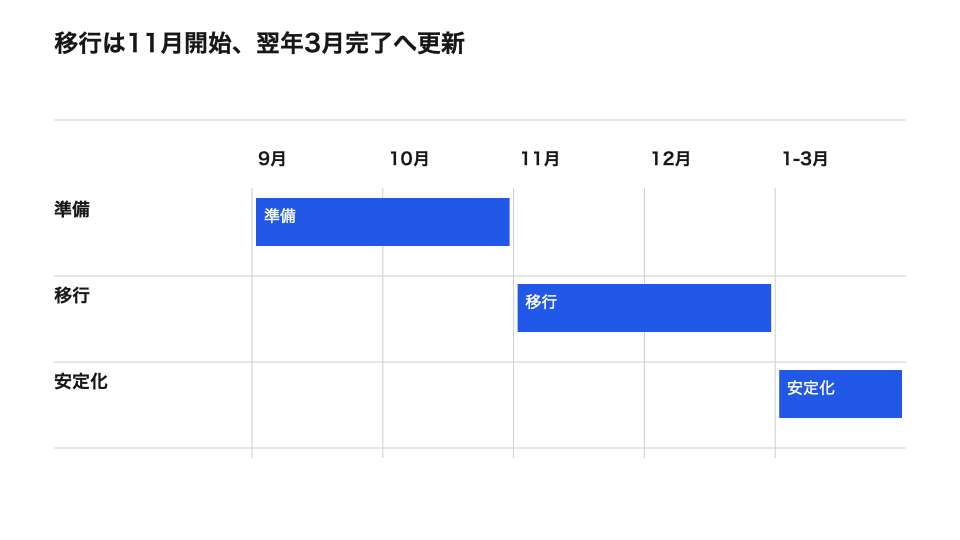 移行は11月開始、翌年3月完了へ更新
9月
10月
11月
12月
1-3月
準備
準備
移行
移行
安定化
安定化